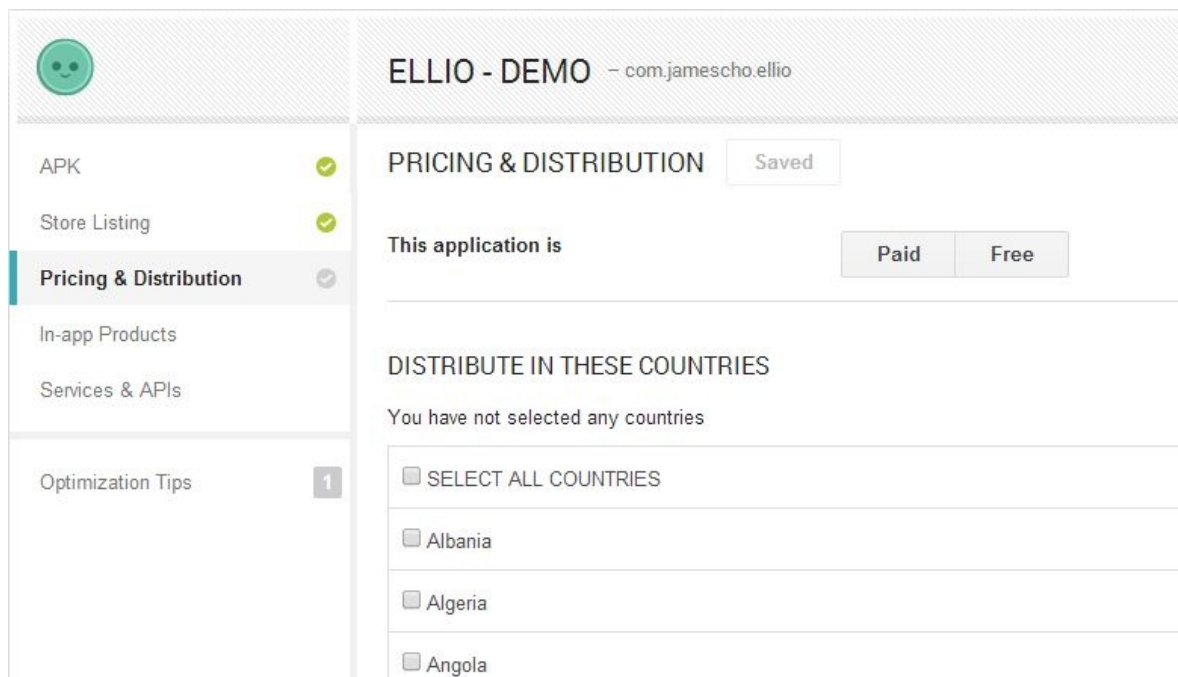 ELLIO - DEMO – com.jamescho.ellio
APK
Store Listing
Pricing & Distribution
In-app Products
Services & APIs
Optimization Tips 1
PRICING & DISTRIBUTION Saved
This application is Paid Free
DISTRIBUTE IN THESE COUNTRIES
You have not selected any countries
SELECT ALL COUNTRIES
Albania
Algeria
Angola